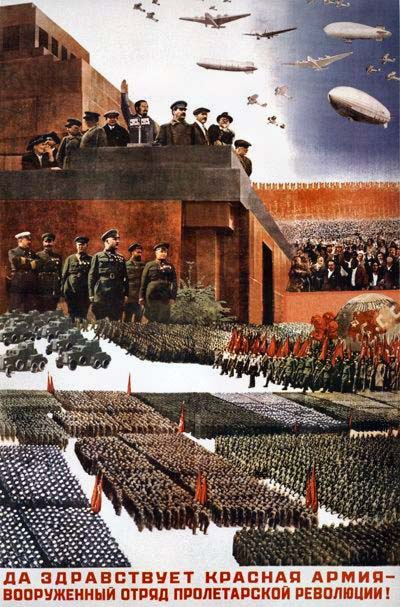 ДА ЗДРАВСТВУЕТ КРАСНАЯ АРМИЯ-
ВООРУЖЕННЫЙ ОТРЯД ПРОЛЕТАРСКОЙ РЕВОЛЮЦИИ!